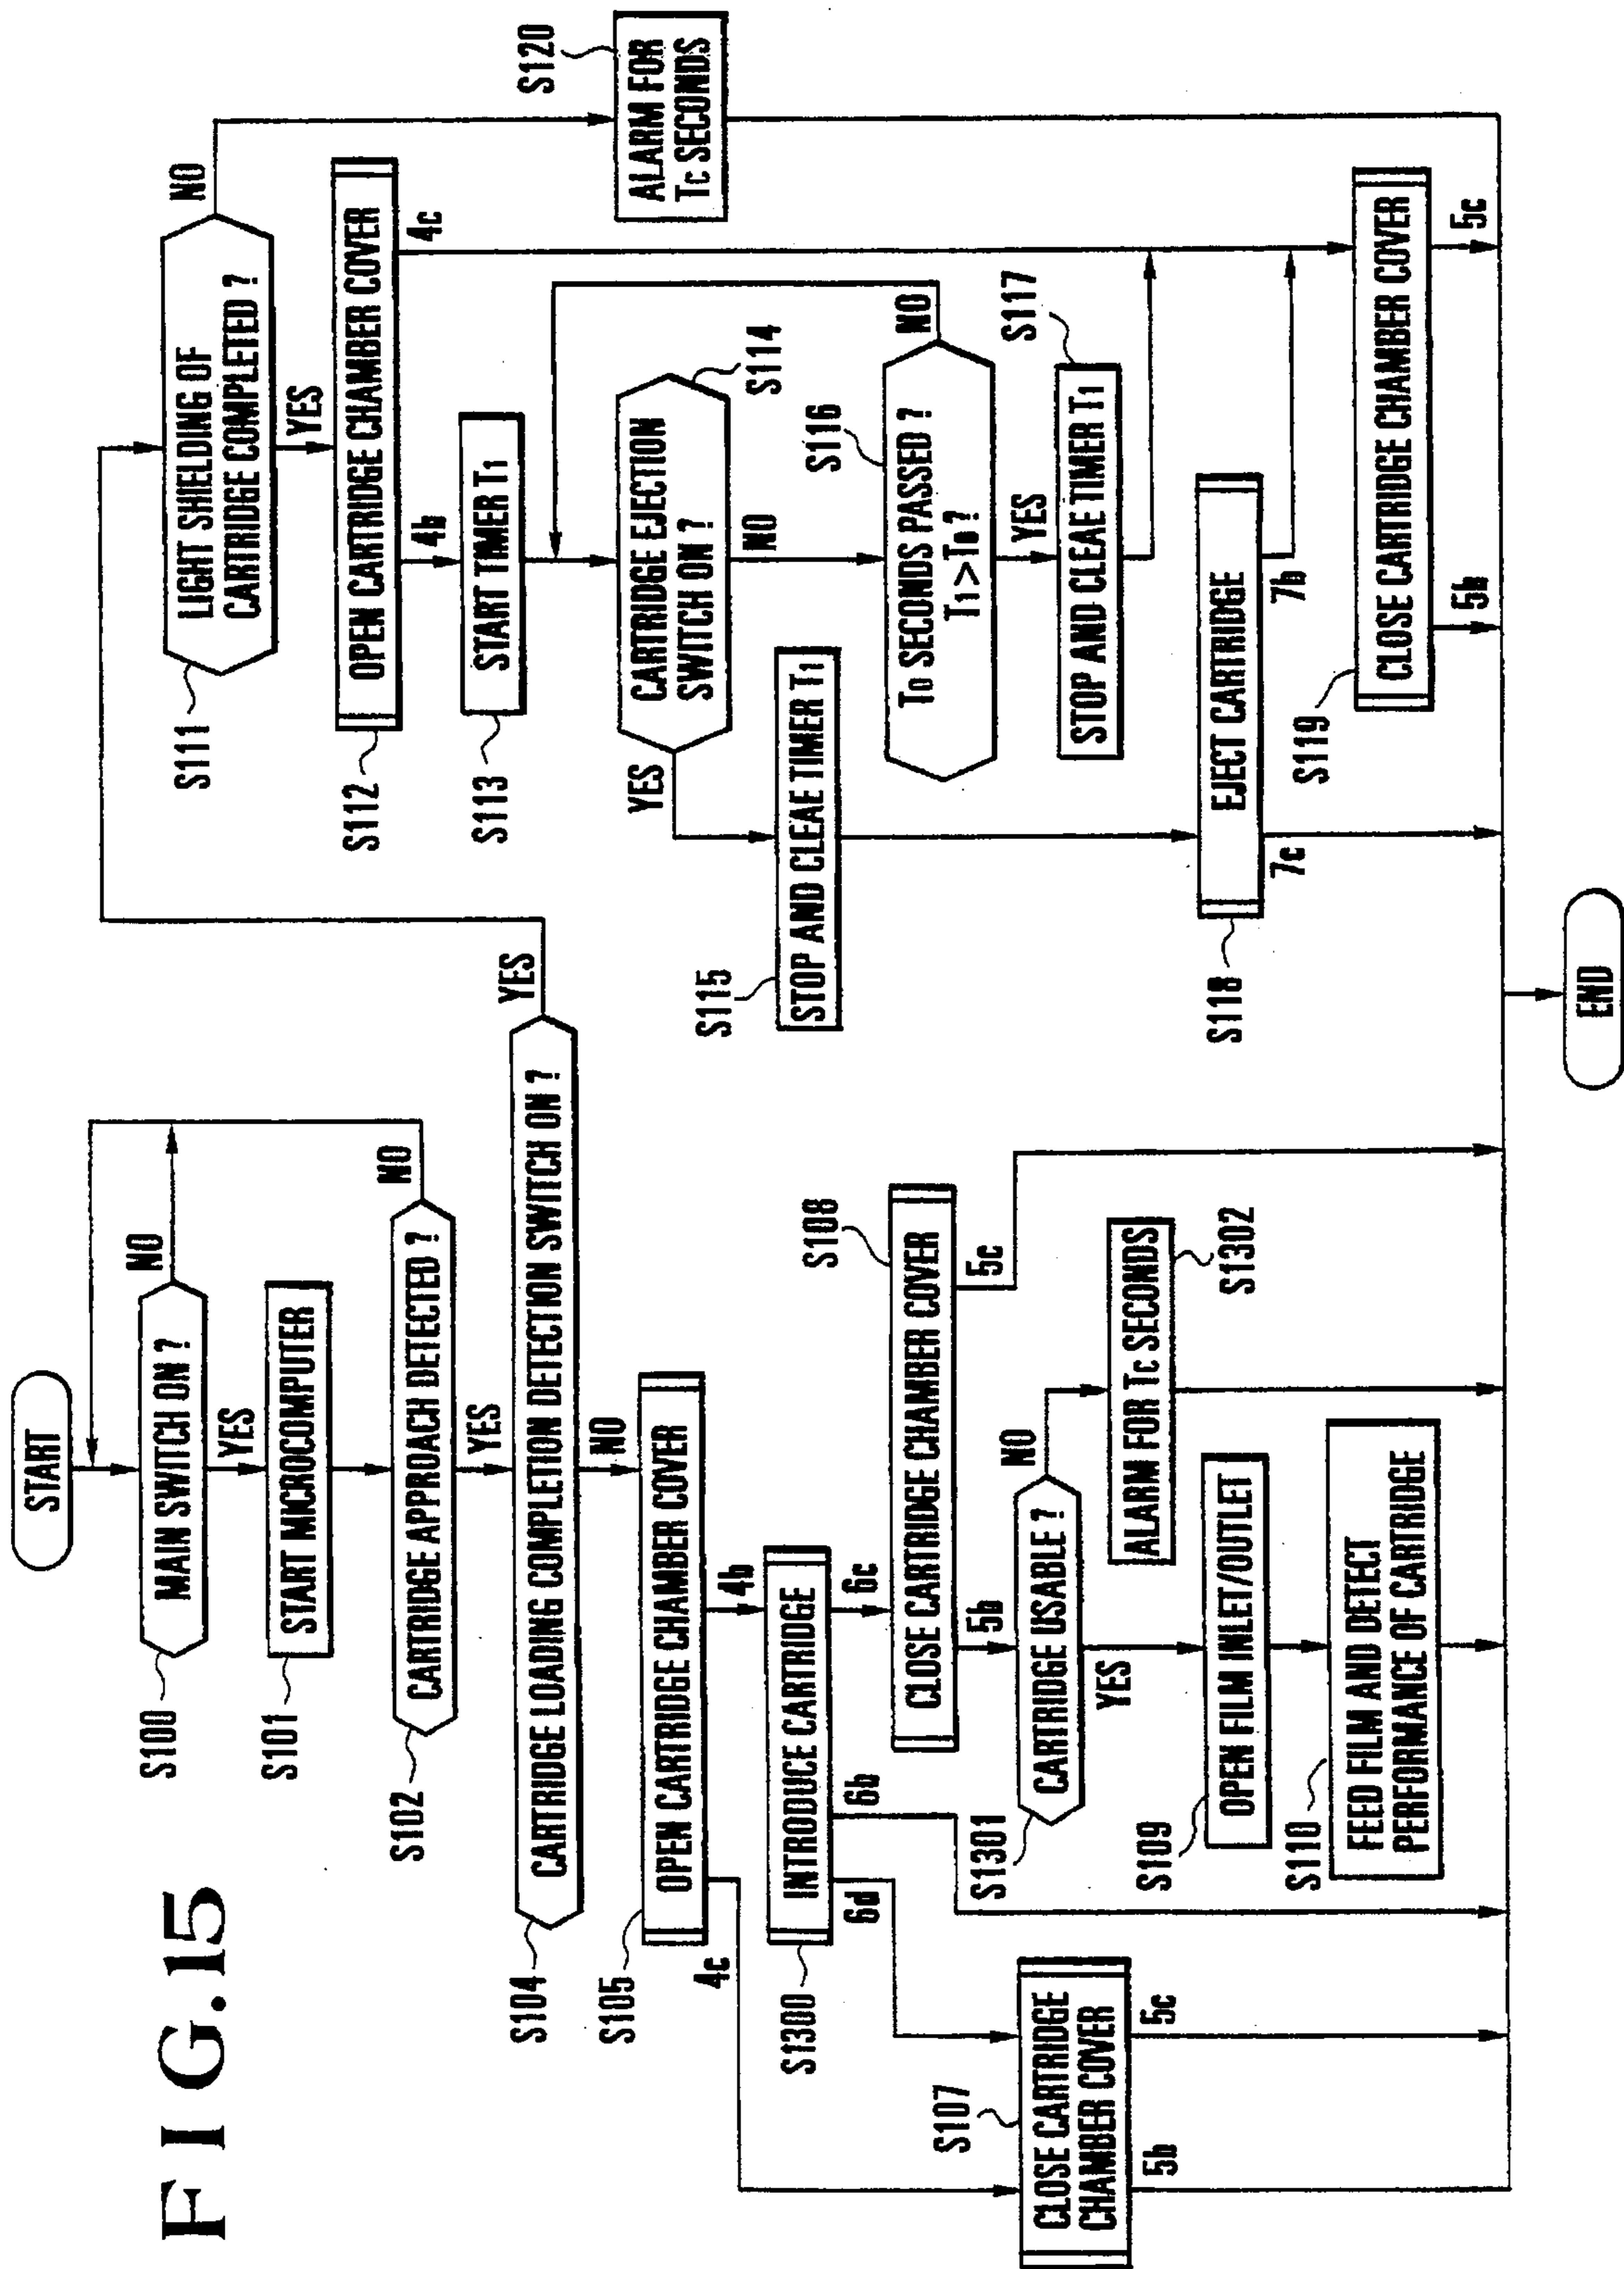 FIG.15
START
MAIN SWITCH ON ?
NO
S100
YES
START MICROCOMPUTER
S101
CARTRIDGE APPROACH DETECTED ?
NO
S102
YES
CARTRIDGE LOADING COMPLETION DETECTION SWITCH ON ?
YES
S104
NO
OPEN CARTRIDGE CHAMBER COVER
S105
4c
4b
INTRODUCE CARTRIDGE
S1300
6d
6b
6c
CLOSE CARTRIDGE
CHAMBER COVER
S107
5b
5c
CLOSE CARTRIDGE CHAMBER COVER
S108
5b
5c
CARTRIDGE USABLE ?
NO
S1301
YES
ALARM FOR Tc SECONDS
S1302
OPEN FILM INLET/OUTLET
S109
FEED FILM AND DETECT
PERFORMANCE OF CARTRIDGE
S110
LIGHT SHIELDING OF
CARTRIDGE COMPLETED ?
NO
S111
YES
OPEN CARTRIDGE CHAMBER COVER
S112
4b
4c
START TIMER T1
S113
CARTRIDGE EJECTION
SWITCH ON ?
S114
YES
NO
STOP AND CLEAE TIMER T1
S115
T0 SECONDS PASSED ?
T1>T0 ?
S116
NO
YES
STOP AND CLEAE TIMER T1
S117
EJECT CARTRIDGE
S118
7c
7b
CLOSE CARTRIDGE CHAMBER COVER
S119
5b
5c
ALARM FOR
Tc SECONDS
S120
END